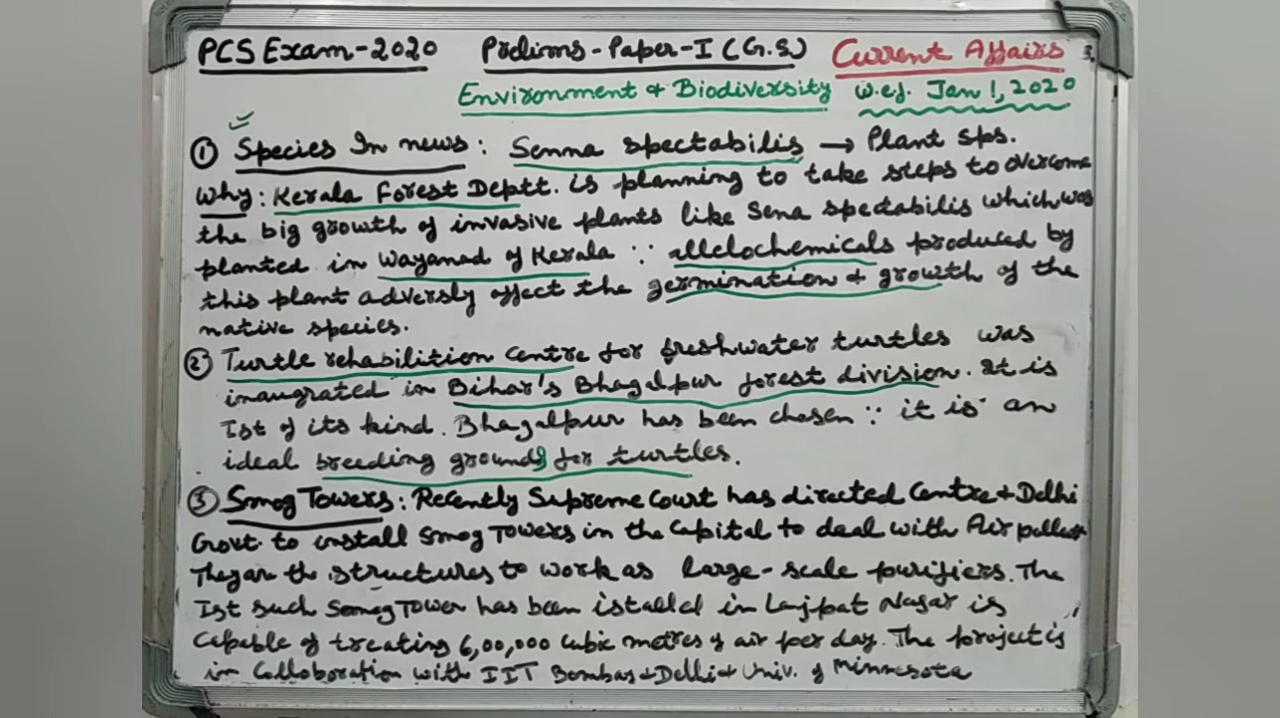 PCS Exam-2020 Prelims-Paper-I (G.S.) Current Affairs
Environment & Biodiversity w.e.f. Jan 1, 2020
① Species In news: Senna spectabilis → Plant sps.
Why: Kerala Forest Deptt. is planning to take steps to overcome
the big growth of invasive plants like Sena spectabilis which was
planted in Wayanad of Kerala ∵ allelochemicals produced by
this plant adversly affect the germination & growth of the
native species.
② Turtle rehabilition Centre for freshwater turtles was
inaugrated in Bihar's Bhagalpur forest division. It is
Ist of its kind. Bhagalpur has been chosen ∵ it is an
ideal breeding grounds for turtles.
③ Smog Towers: Recently Supreme Court has directed Centre & Delhi
Govt. to install Smog Towers in the Capital to deal with Air
They are the structures to work as large-scale purifiers. The
Ist such Smog Tower has been istalled in Lajpat Nagar is
Capable of treating 6,00,000 cubic metres of air per day. The project is
in Collaboration with IIT Bombay & Delhi & Univ. of Minnesota